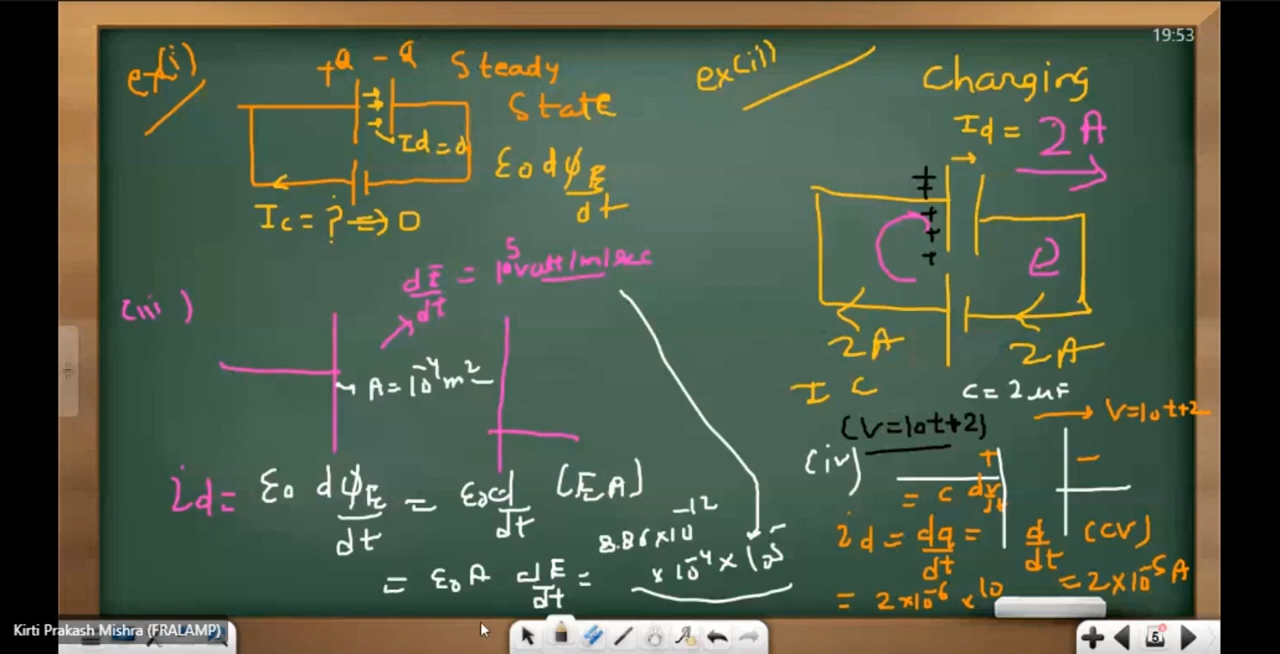 19:53
ex(i)
+Q -Q Steady
State
Id=0
ε0 dϕE
dt
Ic = ? ⇒ 0
ex(ii)
Charging
Id = 2A
+
+
+
+
+
C
e
2A 2A
I C
(iii)
dE = 10^5 vatt/m/sec
dt
A = 10^-4 m^2
id = ε0 dϕE = ε0 d (EA)
dt dt
= ε0 A dE =
dt
8.86×10^-12
×10^-4 × 10^5
C = 2μF
V=10t+2
(V=10t+2)
(iv)
+ -
= C dv
dt
id = dq = d (CV)
dt dt
= 2×10^-6 × 10
= 2×10^-5 A
Kirti Prakash Mishra (FRALAMP)
5